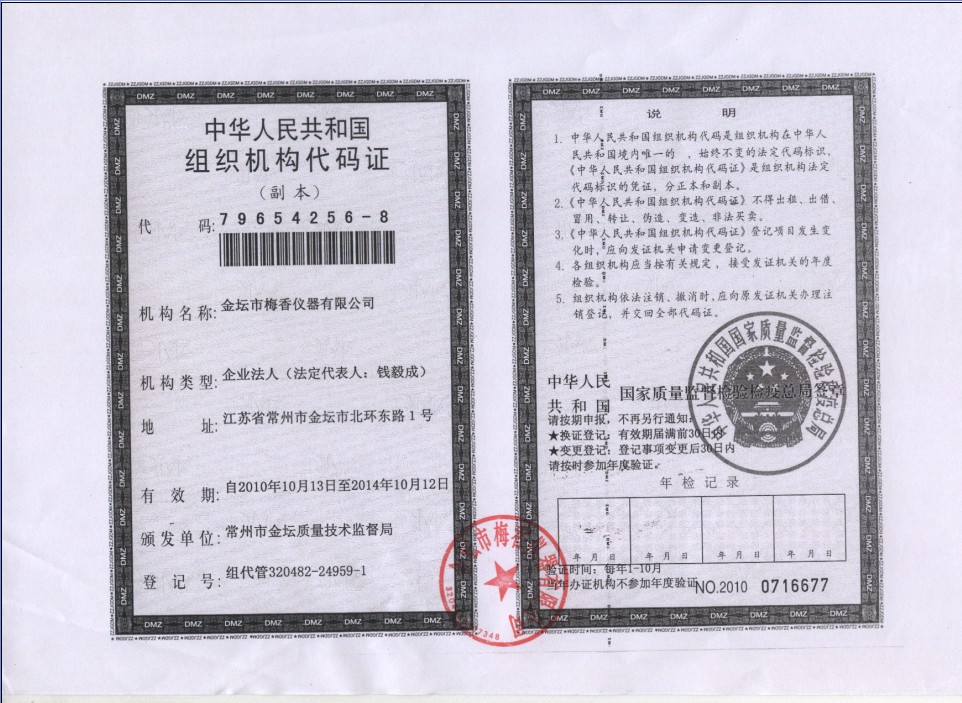 中华人民共和国
组织机构代码证
（副本）
代 码: 79654256-8
机构名称: 金坛市梅香仪器有限公司
机构类型: 企业法人（法定代表人：钱毅成）
地 址: 江苏省常州市金坛市北环东路1号
有 效 期: 自2010年10月13日至2014年10月12日
颁发单位: 常州市金坛质量技术监督局
登 记 号: 组代管320482-24959-1
说 明
1. 中华人民共和国组织机构代码是组织机构在中华人
民共和国境内唯一的 ，始终不变的法定代码标识，
《中华人民共和国组织机构代码证》是组织机构法定
代码标识的凭证，分正本和副本。
2.《中华人民共和国组织机构代码证》不得出租、出借、
冒用、转让、伪造、变造、非法买卖。
3.《中华人民共和国组织机构代码证》登记项目发生变
化时，应向发证机关申请变更登记。
4. 各组织机构应当按有关规定，接受发证机关的年度
检验。
5. 组织机构依法注销、撤消时，应向原发证机关办理注
销登记，并交回全部代码证。
中华人民
共和国 国家质量监督检验检疫总局签章
请按期申报，不再另行通知：
★换证登记：有效期届满前30日内
★变更登记：登记事项变更后30日内
请按时参加年度验证。
年检记录
年 月 日 年 月 日 年 月 日 年 月 日
验证时间：每年1-10月
当年办证机构不参加年度验证
NO.2010 0716677